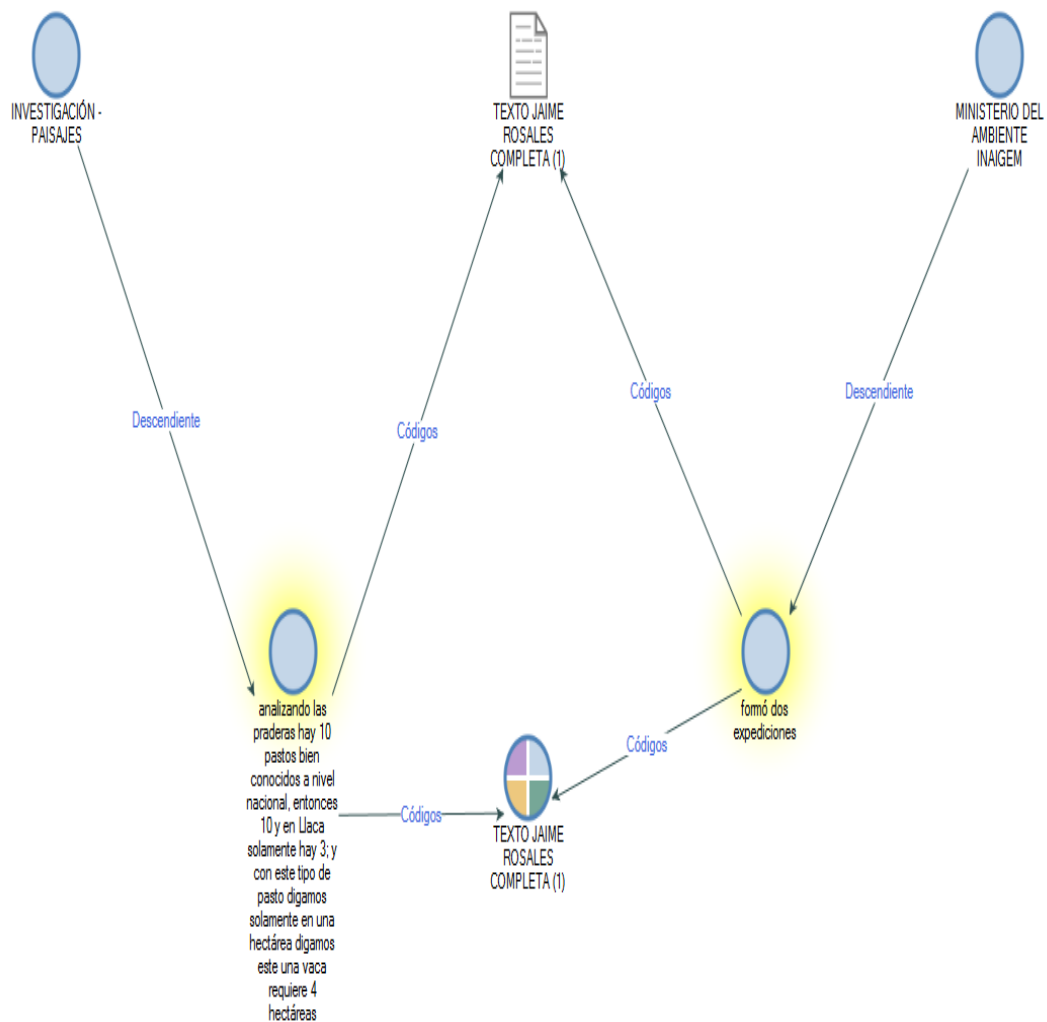 INVESTIGACIÓN -
PAISAJES
TEXTO JAIME
ROSALES
COMPLETA (1)
MINISTERIO DEL
AMBIENTE
INAIGEM
Descendiente
Códigos
Códigos
Descendiente
analizando las
praderas hay 10
pastos bien
conocidos a nivel
nacional, entonces
10 y en Llaca
solamente hay 3; y
con este tipo de
pasto digamos
solamente en una
hectárea digamos
este una vaca
requiere 4
hectáreas
formó dos
expediciones
Códigos
Códigos
TEXTO JAIME
ROSALES
COMPLETA (1)